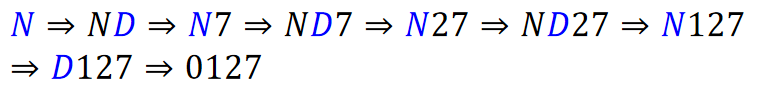 N ⇒ ND ⇒ N7 ⇒ ND7 ⇒ N27 ⇒ ND27 ⇒ N127
⇒ D127 ⇒ 0127